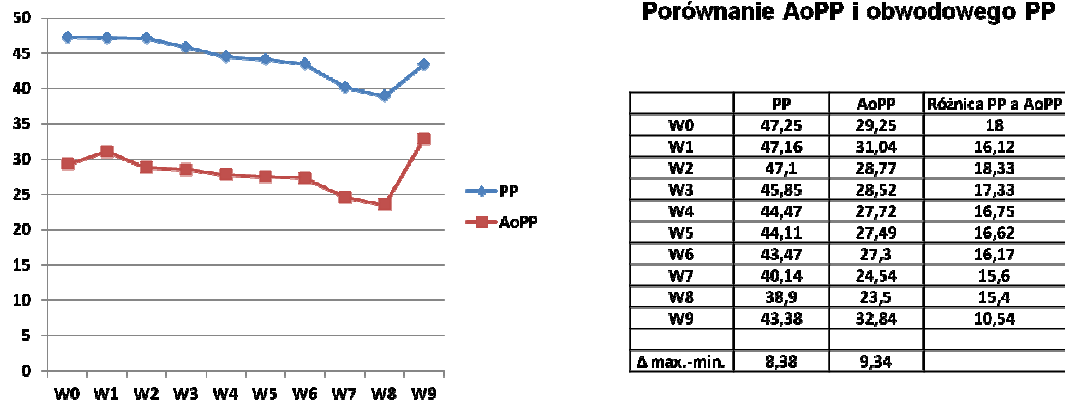 Porównanie AoPP i obwodowego PP
50
45
40
35
30
25
20
15
10
5
0
W0 W1 W2 W3 W4 W5 W6 W7 W8 W9
PP
AoPP
PP AoPP Różnica PP a AoPP
W0 47,25 29,25 18
W1 47,16 31,04 16,12
W2 47,1 28,77 18,33
W3 45,85 28,52 17,33
W4 44,47 27,72 16,75
W5 44,11 27,49 16,62
W6 43,47 27,3 16,17
W7 40,14 24,54 15,6
W8 38,9 23,5 15,4
W9 43,38 32,84 10,54
Δ max.-min. 8,38 9,34